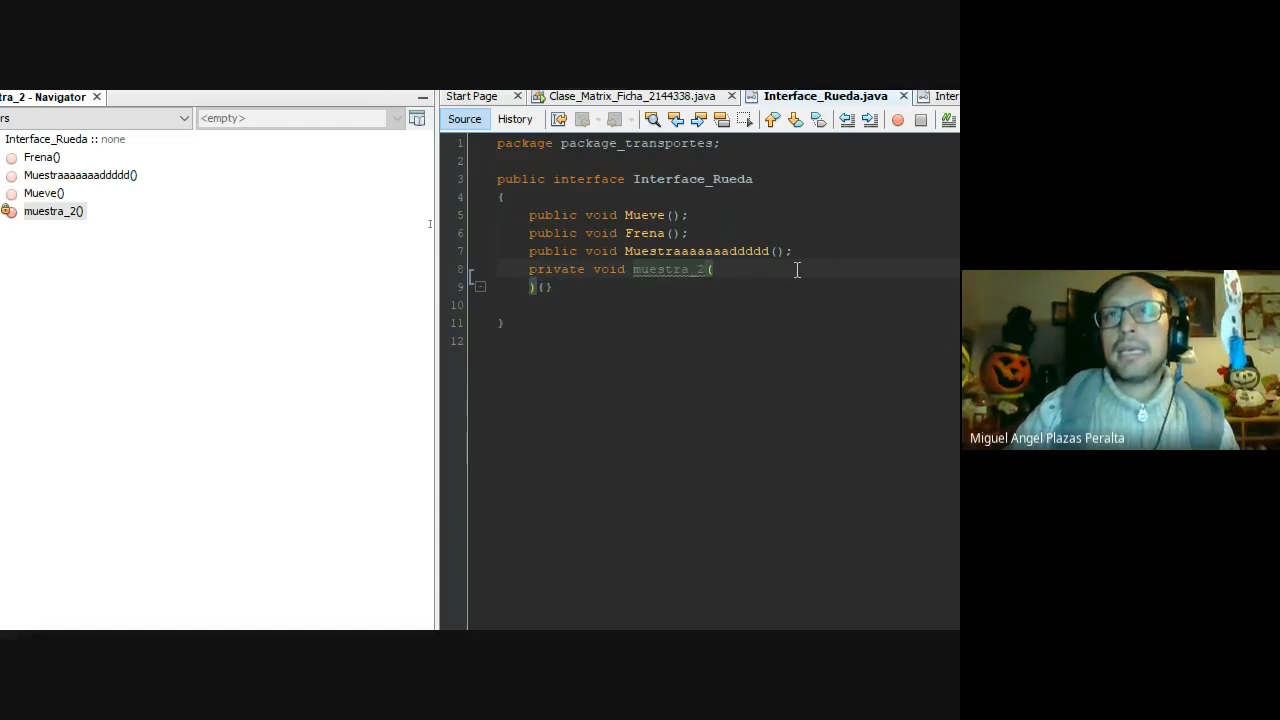 tra_2 - Navigator
rs
<empty>
Interface_Rueda :: none
Frena()
Muestraaaaaaaddddd()
Mueve()
muestra_2()
Start Page
Clase_Matrix_Ficha_2144338.java
Interface_Rueda.java
Inter
Source
History
1 package package_transportes;
2
3 public interface Interface_Rueda
4 {
5 public void Mueve();
6 public void Frena();
7 public void Muestraaaaaaaddddd();
8 private void muestra_2(
9 ){}
10
11 }
12
Miguel Angel Plazas Peralta